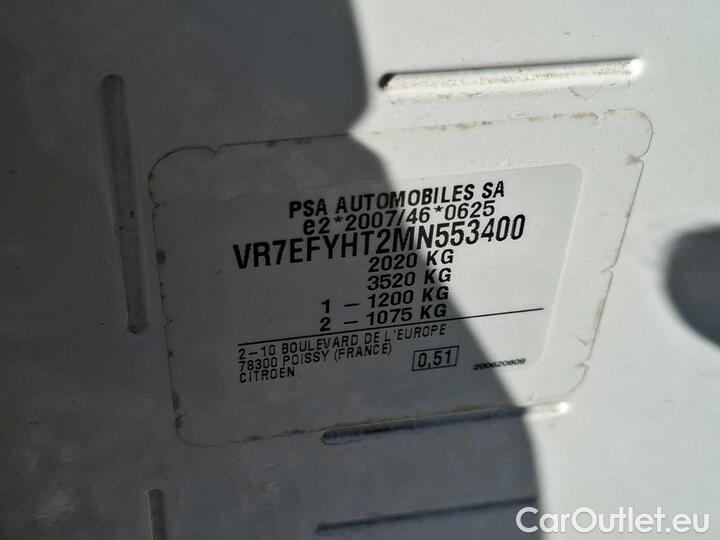 PSA AUTOMOBILES SA
e2*2007/46*0625
VR7EFYHT2MN553400
2020 KG
3520 KG
1 - 1200 KG
2 - 1075 KG
2-10 BOULEVARD DE L'EUROPE
78300 POISSY (FRANCE)
CITROEN
0,51
200620809
CarOutlet.eu